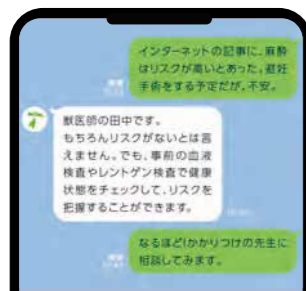 インターネットの記事に、麻酔
はリスクが高いとあった。避妊
手術をする予定だが、不安。
獣医師の田中です。
もちろんリスクがないとは言
えません。でも、事前の血液
検査やレントゲン検査で健康
状態をチェックして、リスクを
把握することができます。
なるほど!かかりつけの先生に
相談してみます。